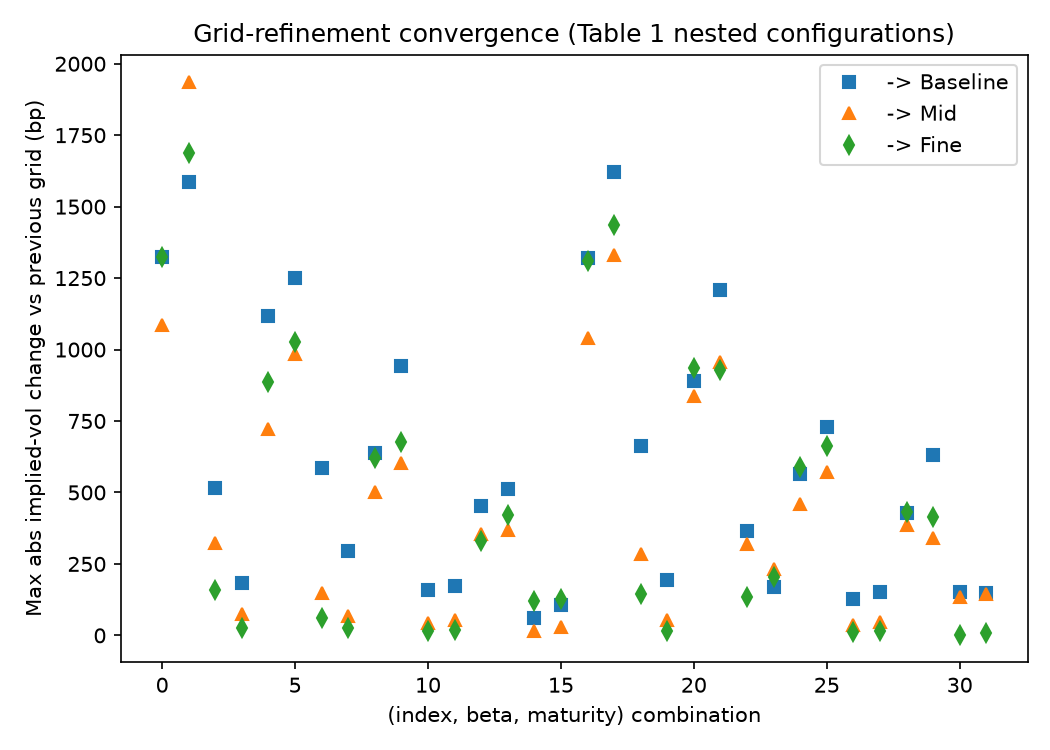 Grid-refinement convergence (Table 1 nested configurations)
Max abs implied-vol change vs previous grid (bp)
2000
1750
1500
1250
1000
750
500
250
0
-> Baseline
-> Mid
-> Fine
0 5 10 15 20 25 30
(index, beta, maturity) combination